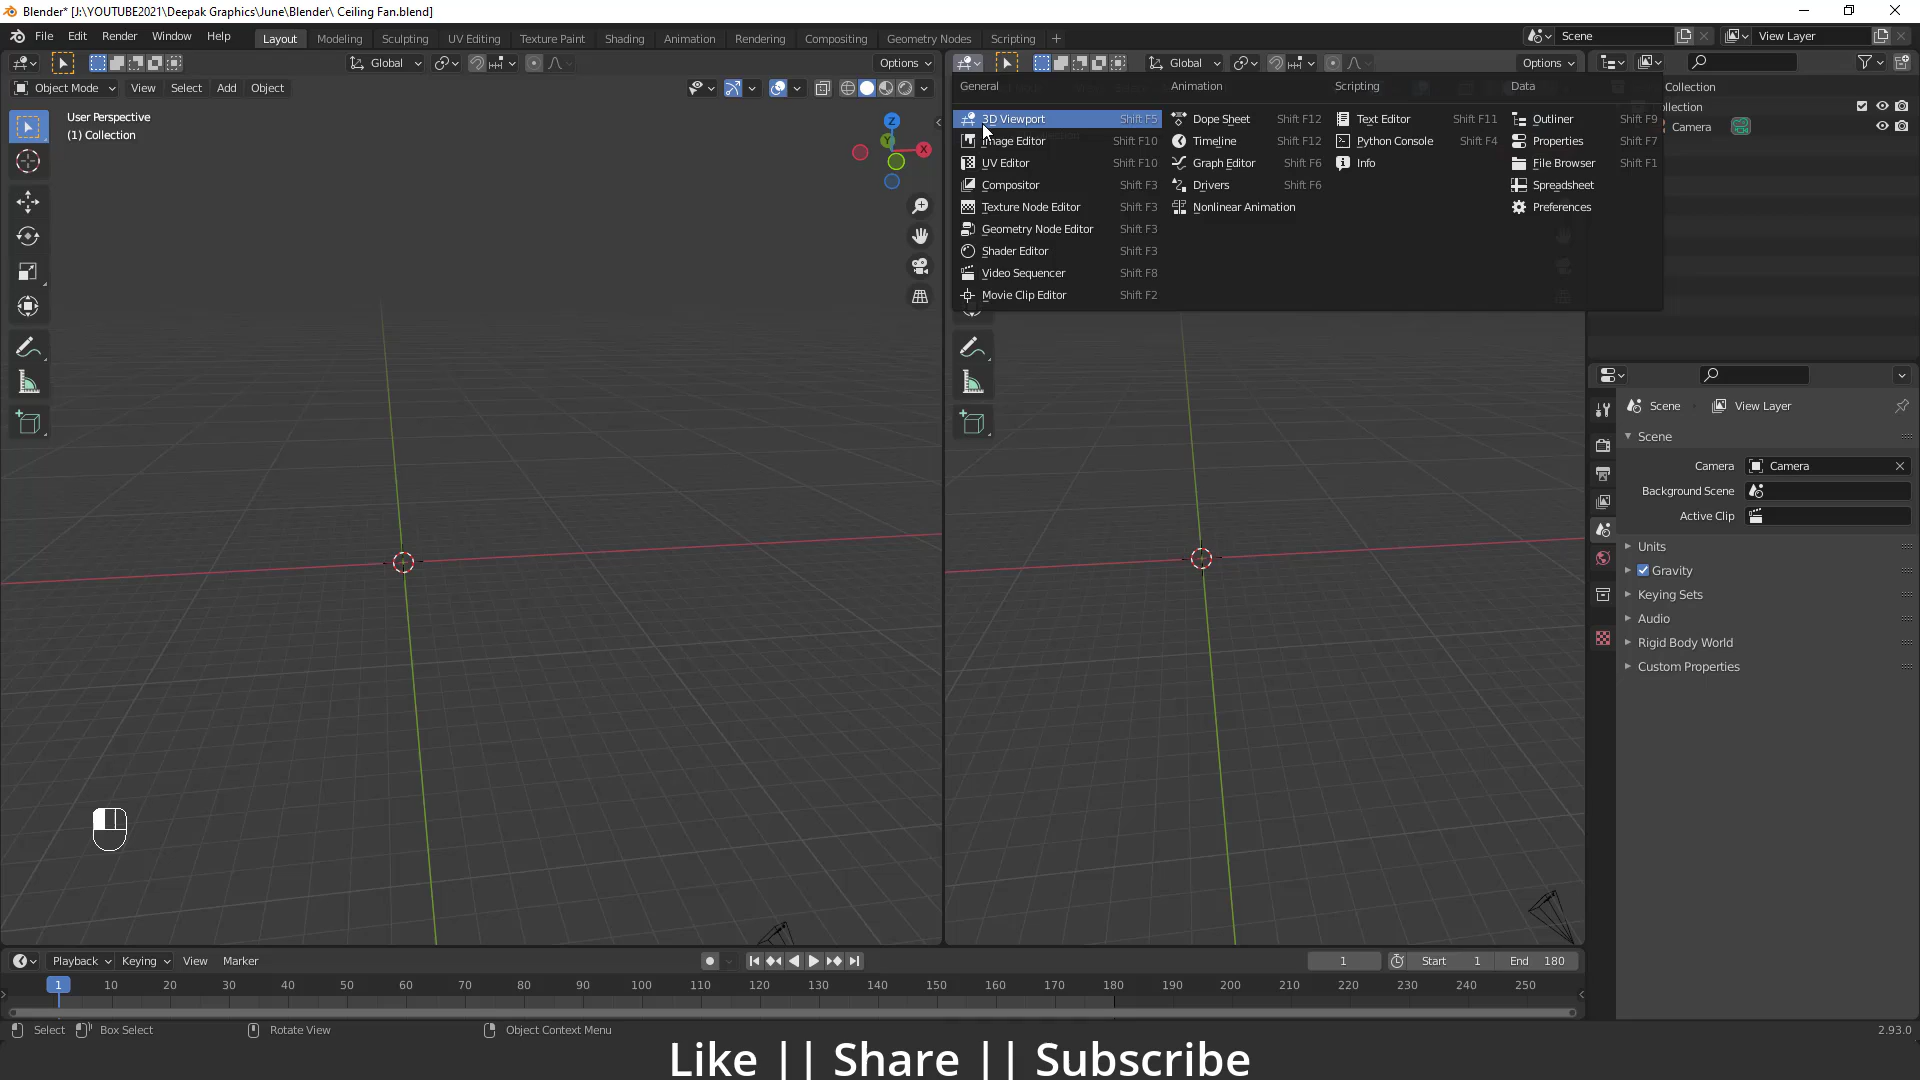 Blender* [J:\YOUTUBE2021\Deepak Graphics\June\Blender\ Ceiling Fan.blend]
File Edit Render Window Help Layout Modeling Sculpting UV Editing Texture Paint Shading Animation Rendering Compositing Geometry Nodes Scripting + Scene View Layer
Global Options Global Options
Object Mode View Select Add Object
User Perspective
(1) Collection
X
Y
Z
General Animation Scripting Data
3D Viewport Shift F5 Dope Sheet Shift F12 Text Editor Shift F11 Outliner Shift F9
Image Editor Shift F10 Timeline Shift F12 Python Console Shift F4 Properties Shift F7
UV Editor Shift F10 Graph Editor Shift F6 Info File Browser Shift F1
Compositor Shift F3 Drivers Shift F6 Spreadsheet
Texture Node Editor Shift F3 Nonlinear Animation Preferences
Geometry Node Editor Shift F3
Shader Editor Shift F3
Video Sequencer Shift F8
Movie Clip Editor Shift F2
Collection
llection
Camera
Scene View Layer
Scene
Camera Camera
Background Scene
Active Clip
Units
Gravity
Keying Sets
Audio
Rigid Body World
Custom Properties
Playback Keying View Marker 1 Start 1 End 180
1 10 20 30 40 50 60 70 80 90 100 110 120 130 140 150 160 170 180 190 200 210 220 230 240 250
Select Box Select Rotate View Object Context Menu 2.93.0
Like || Share || Subscribe